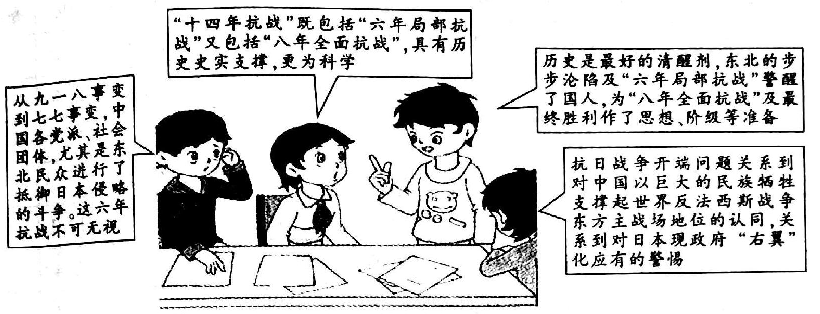 “十四年抗战”既包括“六年局部抗
战”又包括“八年全面抗战”,具有历
史史实支撑,更为科学
从九一八事变
到七七事变,中
国各党派、社会
团体,尤其是东
北民众进行了
抵御日本侵略
的斗争。这六年
抗战不可无视
历史是最好的清醒剂,东北的步
步沦陷及“六年局部抗战”警醒
了国人,为“八年全面抗战”及最
终胜利作了思想、阶级等准备
抗日战争开端问题关系到
对中国以巨大的民族牺牲
支撑起世界反法西斯战争
东方主战场地位的认同,关
系到对日本现政府“右翼”
化应有的警惕